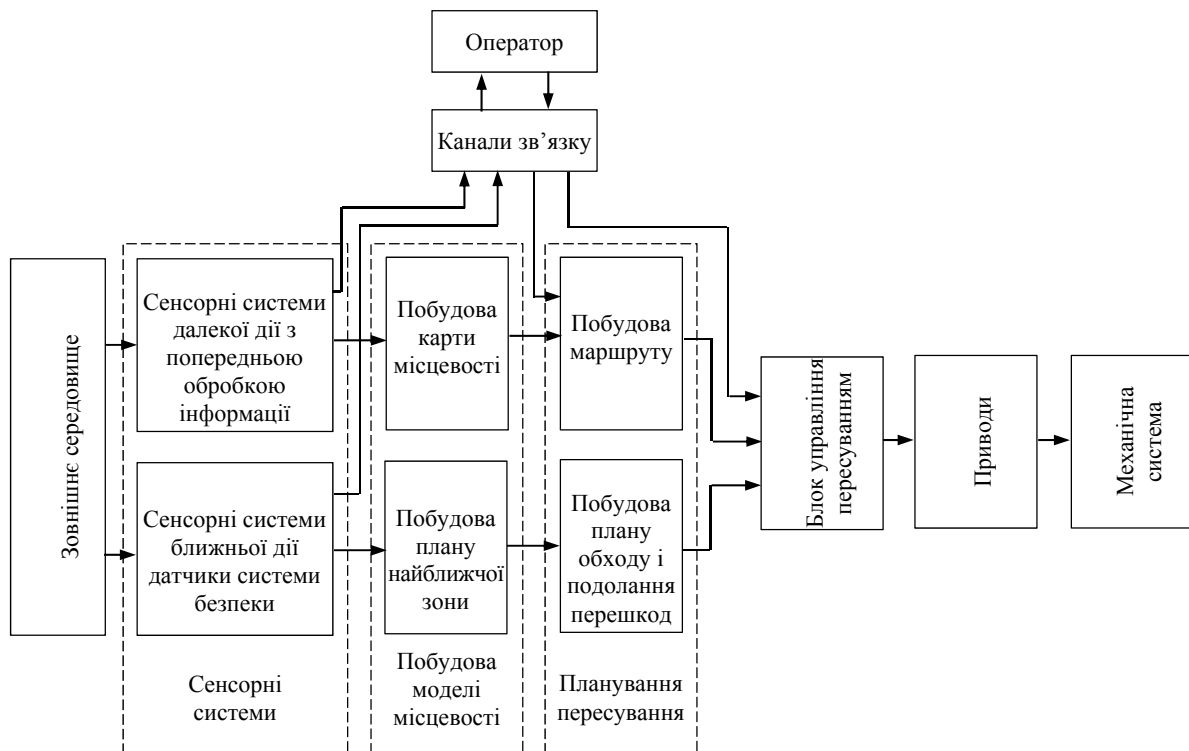 Оператор
Канали зв’язку
Зовнішнє середовище
Сенсорні системи
далекої дії з
попередньою
обробкою
інформації
Побудова
карти
місцевості
Побудова
маршруту
Блок управління
пересуванням
Приводи
Механічна
система
Сенсорні системи
ближньої дії
датчики системи
безпеки
Побудова
плану
найближчої
зони
Побудова
плану
обходу і
подолання
перешкод
Сенсорні
системи
Побудова
моделі
місцевості
Планування
пересування